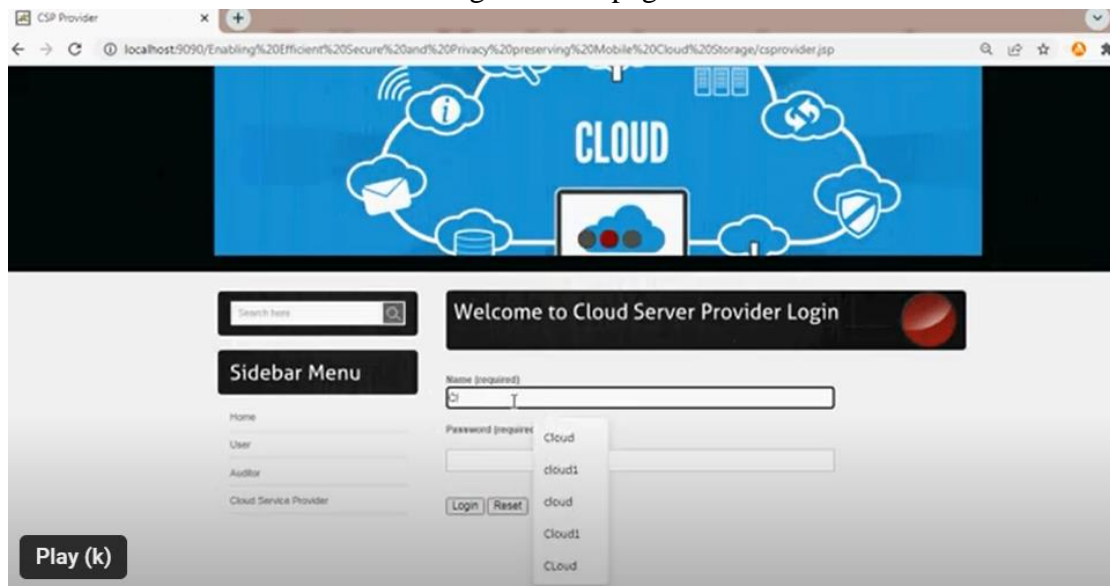 CSP Provider
localhost:9090/Enabling%20Efficient%20Secure%20and%20Privacy%20preserving%20Mobile%20Cloud%20Storage/csprovider.jsp
CLOUD
Search here
Welcome to Cloud Server Provider Login
Sidebar Menu
Name (required)
Cl
Home
Password (require
Cloud
User
Auditor
cloud1
Cloud Service Provider
Login
Reset
cloud
Cloud1
CLoud
Play (k)